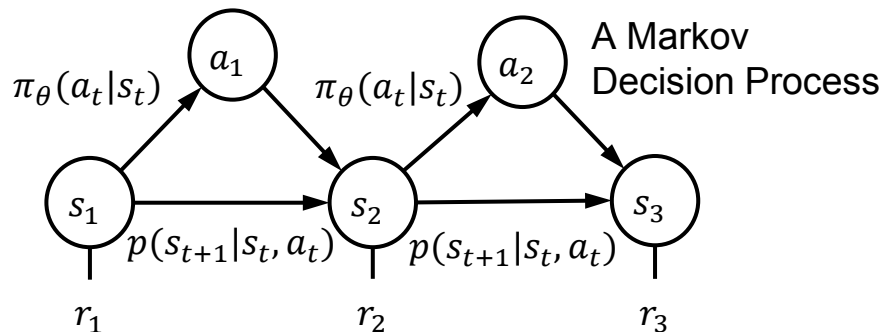 A Markov
Decision Process
a₁
a₂
π_θ(a_t|s_t)
π_θ(a_t|s_t)
s₁
s₂
s₃
p(s_{t+1}|s_t, a_t)
p(s_{t+1}|s_t, a_t)
r₁
r₂
r₃